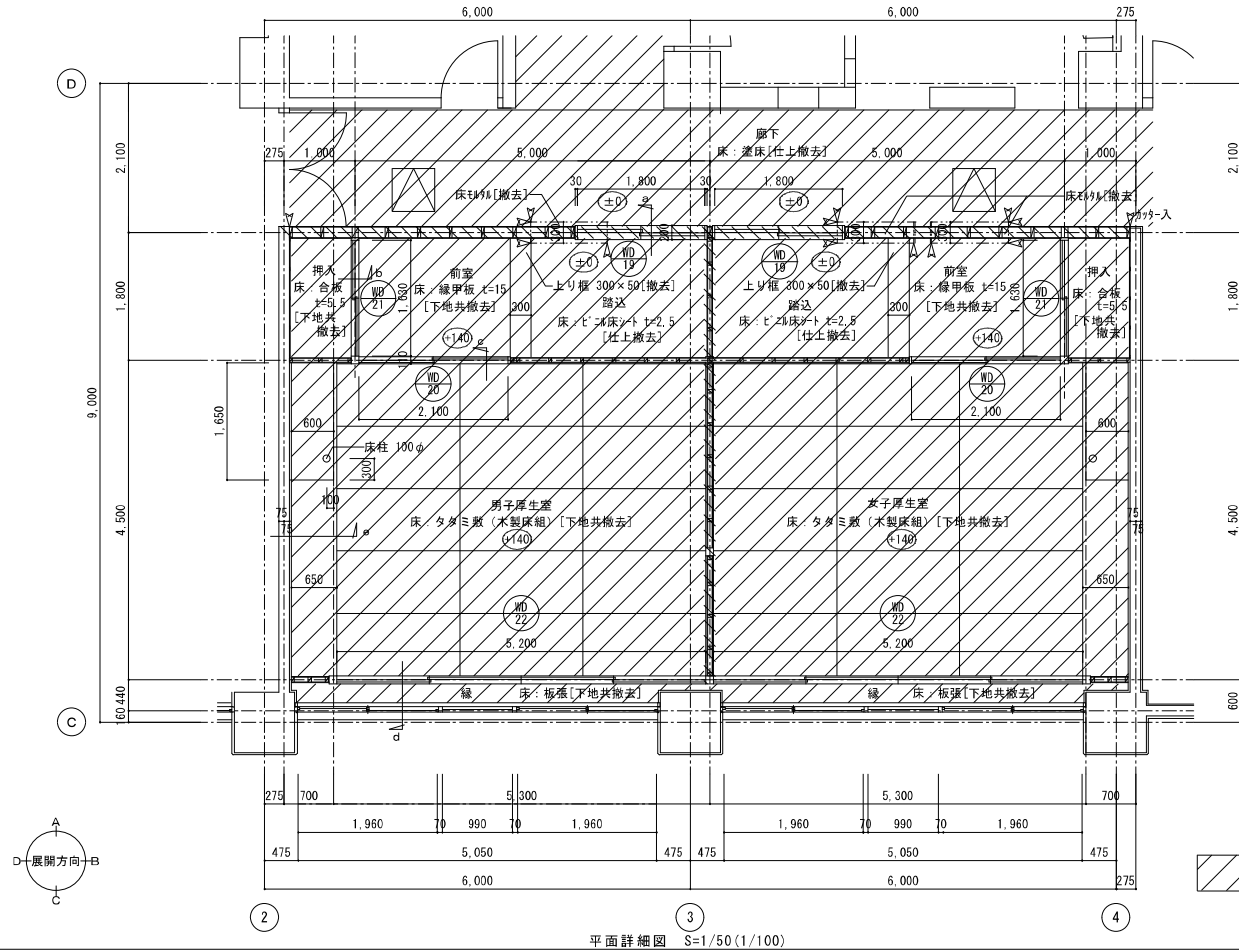 6,000
6,000
275
D
廊下
床：塗床[仕上撤去]
275
1,000
5,000
5,000
1,000
2,100
2,100
床ﾓﾙﾀﾙ[撤去]
30
1,800
30
1,800
床ﾓﾙﾀﾙ[撤去]
±0
a
±0
カッター入
300
200
300
300
押入
床：合板
t=5.5
[下地共
撤去]
b
WD
21
1,630
前室
床：縁甲板 t=15
[下地共撤去]
+140
300
±0
WD
19
上り框 300×50[撤去]
踏込
床：ﾋﾞﾆﾙ床ｼｰﾄ t=2.5
[仕上撤去]
WD
19
±0
上り框 300×50[撤去]
踏込
床：ﾋﾞﾆﾙ床ｼｰﾄ t=2.5
[仕上撤去]
300
前室
床：縁甲板 t=15
[下地共撤去]
+140
1,630
WD
21
押入
床：合板
t=5.5
[下地共
撤去]
1,800
1,800
110
c
WD
20
2,100
WD
20
2,100
9,000
1,650
600
600
床柱 100φ
300
100
男子厚生室
床：タタミ敷（木製床組）[下地共撤去]
+140
女子厚生室
床：タタミ敷（木製床組）[下地共撤去]
+140
75
75
e
75
75
4,500
4,500
650
650
WD
22
5,200
WD
22
5,200
縁
床：板張[下地共撤去]
縁
床：板張[下地共撤去]
440
160
600
C
d
275
700
5,300
5,300
700
1,960
70
990
70
1,960
1,960
70
990
70
1,960
475
5,050
475
475
5,050
475
6,000
6,000
275
A
D
展開方向
B
C
2
3
4
平面詳細図 S=1/50(1/100)